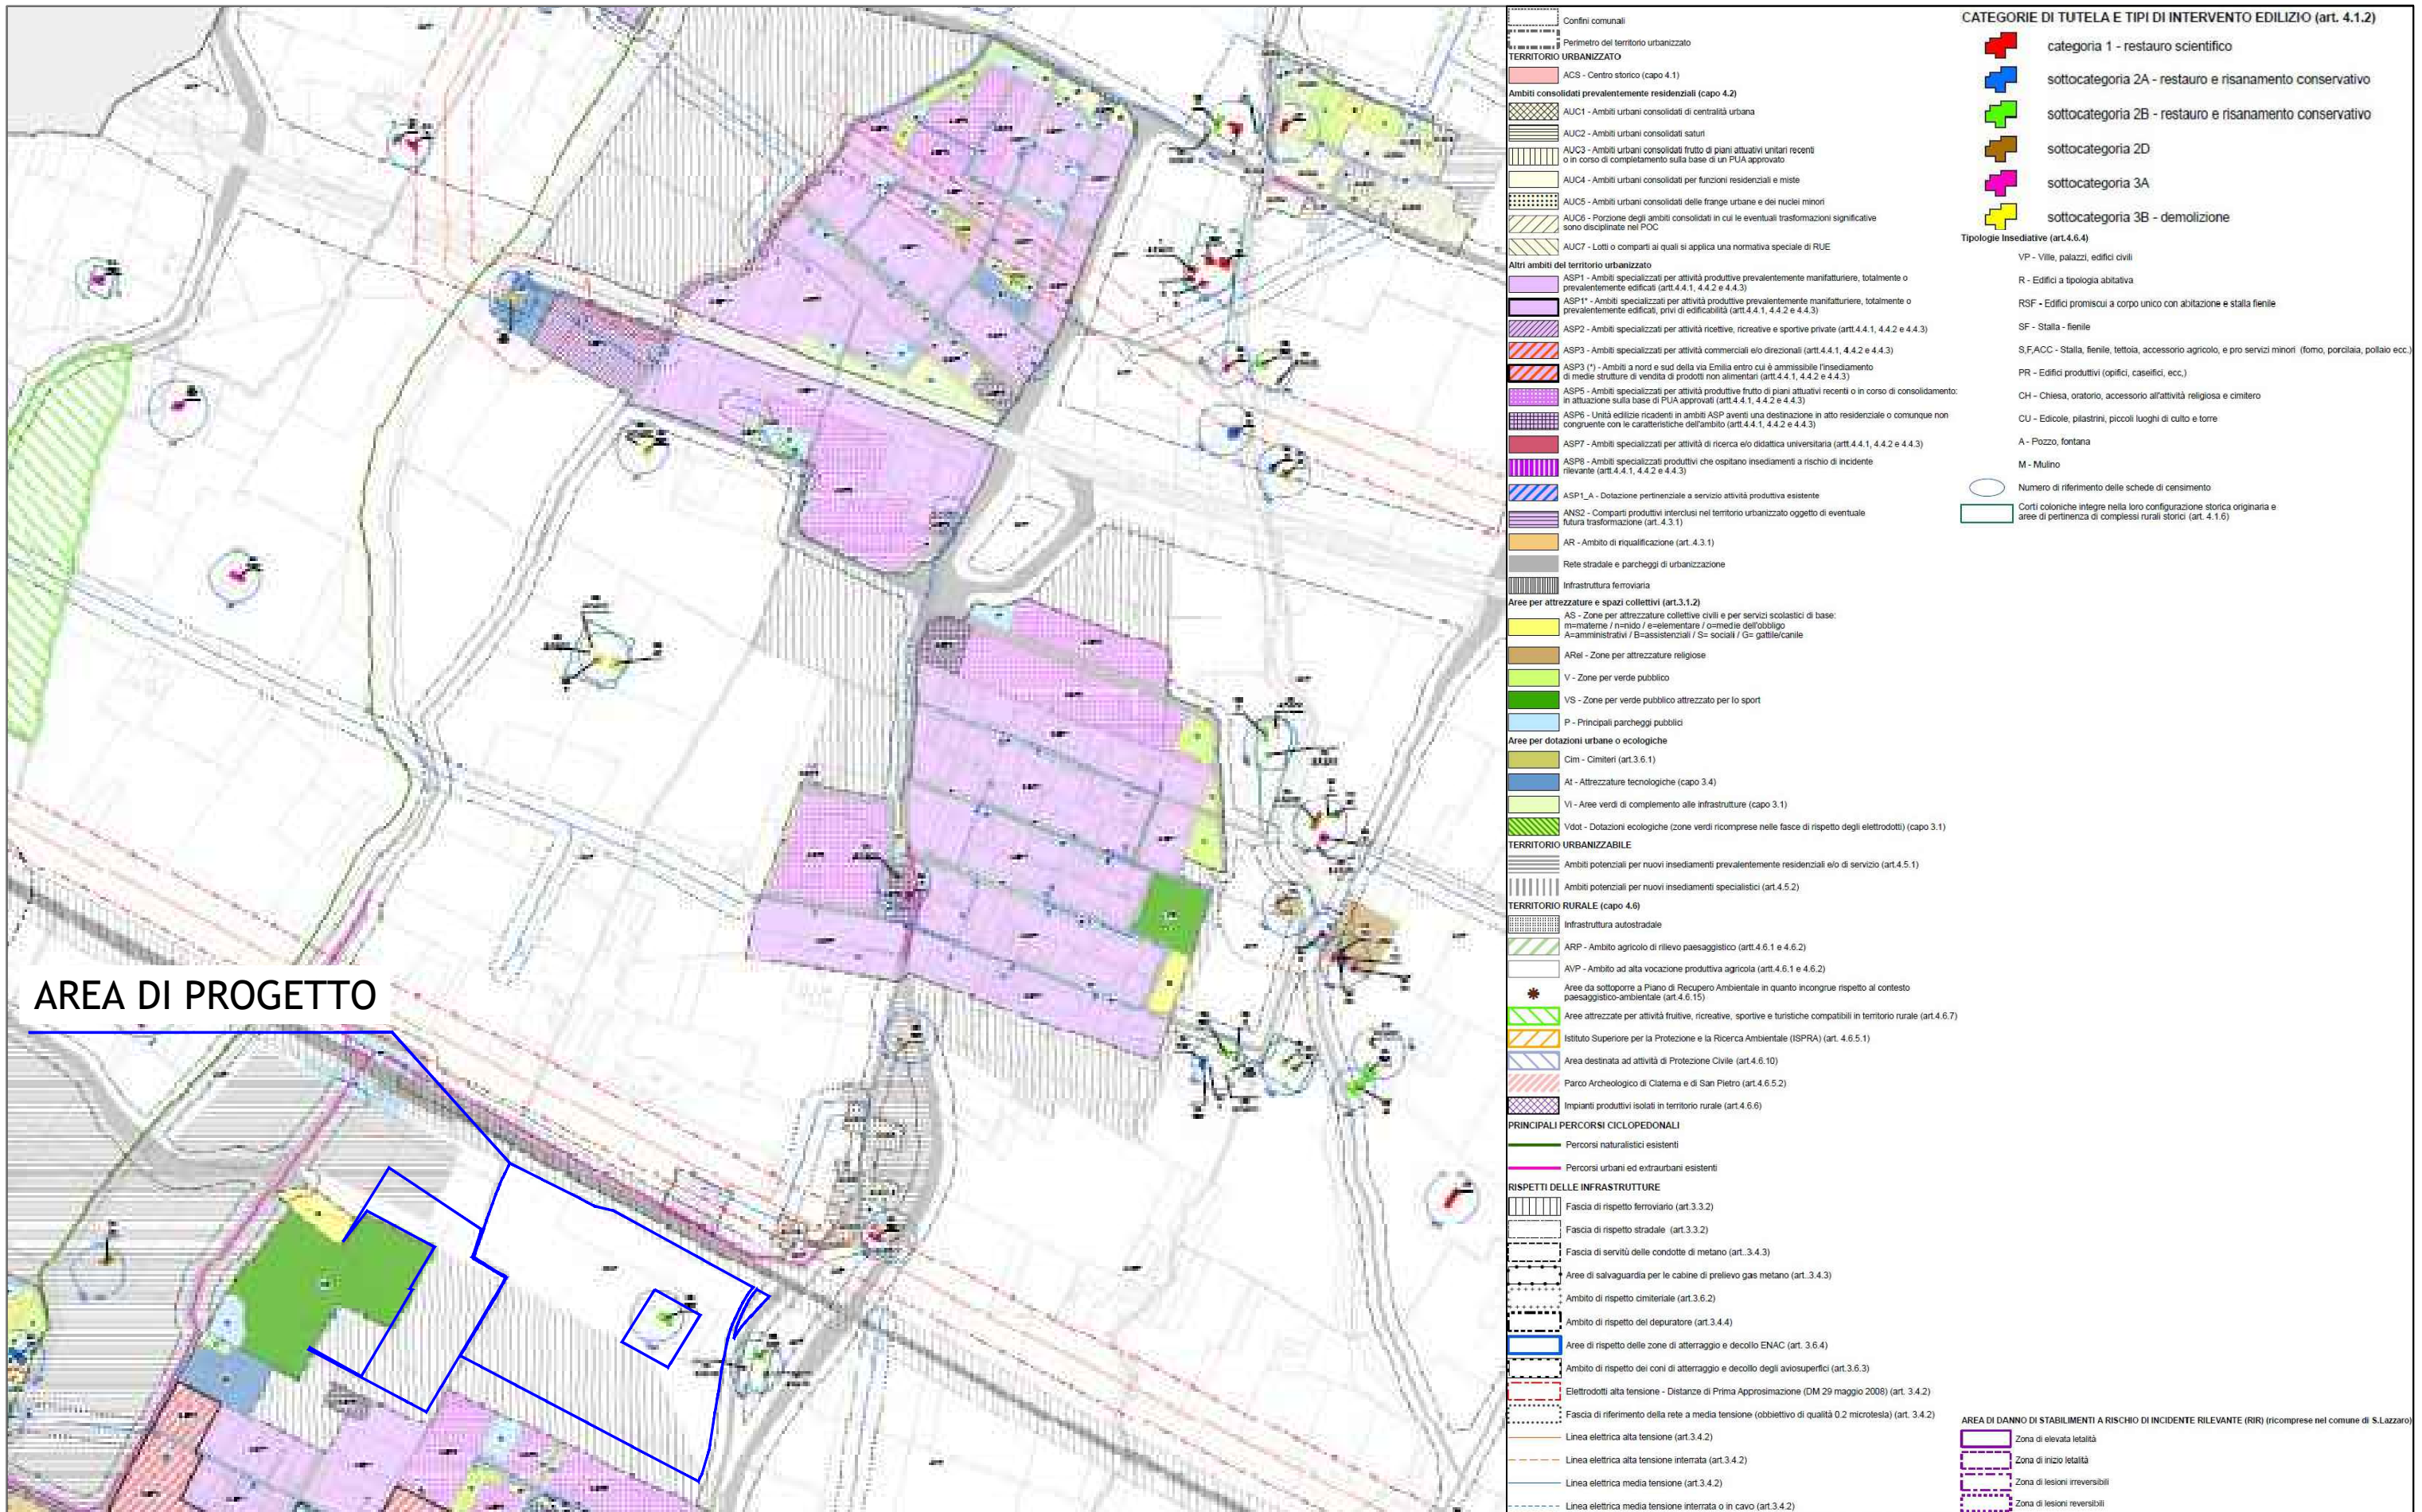 AREA DI PROGETTO
Confini comunali
Perimetro del territorio urbanizzato
TERRITORIO URBANIZZATO
ACS - Centro storico (capo 4.1)
Ambiti consolidati prevalentemente residenziali (capo 4.2)
AUC1 - Ambiti urbani consolidati di centralità urbana
AUC2 - Ambiti urbani consolidati saturi
AUC3 - Ambiti urbani consolidati frutto di piani attuativi unitari recenti
o in corso di completamento sulla base di un PUA approvato
AUC4 - Ambiti urbani consolidati per funzioni residenziali e miste
AUC5 - Ambiti urbani consolidati delle frange urbane e dei nuclei minori
AUC6 - Porzione degli ambiti consolidati in cui le eventuali trasformazioni significative
sono disciplinate nel POC
AUC7 - Lotti o comparti ai quali si applica una normativa speciale di RUE
Altri ambiti del territorio urbanizzato
ASP1 - Ambiti specializzati per attività produttive prevalentemente manifatturiere, totalmente o
prevalentemente edificati (artt.4.4.1, 4.4.2 e 4.4.3)
ASP1* - Ambiti specializzati per attività produttive prevalentemente manifatturiere, totalmente o
prevalentemente edificati, privi di edificabilità (artt.4.4.1, 4.4.2 e 4.4.3)
ASP2 - Ambiti specializzati per attività ricettive, ricreative e sportive private (artt.4.4.1, 4.4.2 e 4.4.3)
ASP3 - Ambiti specializzati per attività commerciali e/o direzionali (artt.4.4.1, 4.4.2 e 4.4.3)
ASP3 (*) - Ambiti a nord e sud della via Emilia entro cui è ammissibile l'insediamento
di medie strutture di vendita di prodotti non alimentari (artt.4.4.1, 4.4.2 e 4.4.3)
ASP5 - Ambiti specializzati per attività produttive frutto di piani attuativi recenti o in corso di consolidamento:
in attuazione sulla base di PUA approvati (artt.4.4.1, 4.4.2 e 4.4.3)
ASP6 - Unità edilizie ricadenti in ambiti ASP aventi una destinazione in atto residenziale o comunque non
congruente con le caratteristiche dell'ambito (artt.4.4.1, 4.4.2 e 4.4.3)
ASP7 - Ambiti specializzati per attività di ricerca e/o didattica universitaria (artt.4.4.1, 4.4.2 e 4.4.3)
ASP8 - Ambiti specializzati produttivi che ospitano insediamenti a rischio di incidente
rilevante (artt.4.4.1, 4.4.2 e 4.4.3)
ASP1_A - Dotazione pertinenziale a servizio attività produttiva esistente
ANS2 - Comparti produttivi interclusi nel territorio urbanizzato oggetto di eventuale
futura trasformazione (art..4.3.1)
AR - Ambito di riqualificazione (art..4.3.1)
Rete stradale e parcheggi di urbanizzazione
Infrastruttura ferroviaria
Aree per attrezzature e spazi collettivi (art.3.1.2)
AS - Zone per attrezzature collettive civili e per servizi scolastici di base:
m=materne / n=nido / e=elementare / o=medie dell'obbligo
A=amministrativi / B=assistenziali / S= sociali / G= gattile/canile
ARel - Zone per attrezzature religiose
V - Zone per verde pubblico
VS - Zone per verde pubblico attrezzato per lo sport
P - Principali parcheggi pubblici
Aree per dotazioni urbane o ecologiche
Cim - Cimiteri (art.3.6.1)
At - Attrezzature tecnologiche (capo 3.4)
Vi - Aree verdi di complemento alle infrastrutture (capo 3.1)
Vdot - Dotazioni ecologiche (zone verdi ricomprese nelle fasce di rispetto degli elettrodotti) (capo 3.1)
TERRITORIO URBANIZZABILE
Ambiti potenziali per nuovi insediamenti prevalentemente residenziali e/o di servizio (art.4.5.1)
Ambiti potenziali per nuovi insediamenti specialistici (art.4.5.2)
TERRITORIO RURALE (capo 4.6)
Infrastruttura autostradale
ARP - Ambito agricolo di rilievo paesaggistico (artt.4.6.1 e 4.6.2)
AVP - Ambito ad alta vocazione produttiva agricola (artt.4.6.1 e 4.6.2)
Aree da sottoporre a Piano di Recupero Ambientale in quanto incongrue rispetto al contesto
paesaggistico-ambientale (art.4.6.15)
Aree attrezzate per attività fruitive, ricreative, sportive e turistiche compatibili in territorio rurale (art.4.6.7)
Istituto Superiore per la Protezione e la Ricerca Ambientale (ISPRA) (art. 4.6.5.1)
Area destinata ad attività di Protezione Civile (art.4.6.10)
Parco Archeologico di Claterna e di San Pietro (art.4.6.5.2)
Impianti produttivi isolati in territorio rurale (art.4.6.6)
PRINCIPALI PERCORSI CICLOPEDONALI
Percorsi naturalistici esistenti
Percorsi urbani ed extraurbani esistenti
RISPETTI DELLE INFRASTRUTTURE
Fascia di rispetto ferroviario (art.3.3.2)
Fascia di rispetto stradale (art.3.3.2)
Fascia di servitù delle condotte di metano (art..3.4.3)
Aree di salvaguardia per le cabine di prelievo gas metano (art..3.4.3)
Ambito di rispetto cimiteriale (art.3.6.2)
Ambito di rispetto del depuratore (art.3.4.4)
Aree di rispetto delle zone di atterraggio e decollo ENAC (art. 3.6.4)
Ambito di rispetto dei coni di atterraggio e decollo degli aviosuperfici (art.3.6.3)
Elettrodotti alta tensione - Distanze di Prima Approssimazione (DM 29 maggio 2008) (art. 3.4.2)
Fascia di riferimento della rete a media tensione (obbiettivo di qualità 0.2 microtesla) (art. 3.4.2)
Linea elettrica alta tensione (art.3.4.2)
Linea elettrica alta tensione interrata (art.3.4.2)
Linea elettrica media tensione (art.3.4.2)
Linea elettrica media tensione interrata o in cavo (art.3.4.2)
CATEGORIE DI TUTELA E TIPI DI INTERVENTO EDILIZIO (art. 4.1.2)
categoria 1 - restauro scientifico
sottocategoria 2A - restauro e risanamento conservativo
sottocategoria 2B - restauro e risanamento conservativo
sottocategoria 2D
sottocategoria 3A
sottocategoria 3B - demolizione
Tipologie Insediative (art.4.6.4)
VP - Ville, palazzi, edifici civili
R - Edifici a tipologia abitativa
RSF - Edifici promiscui a corpo unico con abitazione e stalla fienile
SF - Stalla - fienile
S,F,ACC - Stalla, fienile, tettoia, accessorio agricolo, e pro servizi minori (forno, porcilaia, pollaio ecc.)
PR - Edifici produttivi (opifici, caseifici, ecc,)
CH - Chiesa, oratorio, accessorio all'attività religiosa e cimitero
CU - Edicole, pilastrini, piccoli luoghi di culto e torre
A - Pozzo, fontana
M - Mulino
Numero di riferimento delle schede di censimento
Corti coloniche integre nella loro configurazione storica originaria e
aree di pertinenza di complessi rurali storici (art. 4.1.6)
AREA DI DANNO DI STABILIMENTI A RISCHIO DI INCIDENTE RILEVANTE (RIR) (ricomprese nel comune di S.Lazzaro)
Zona di elevata letalità
Zona di inizio letalità
Zona di lesioni irreversibili
Zona di lesioni reversibili